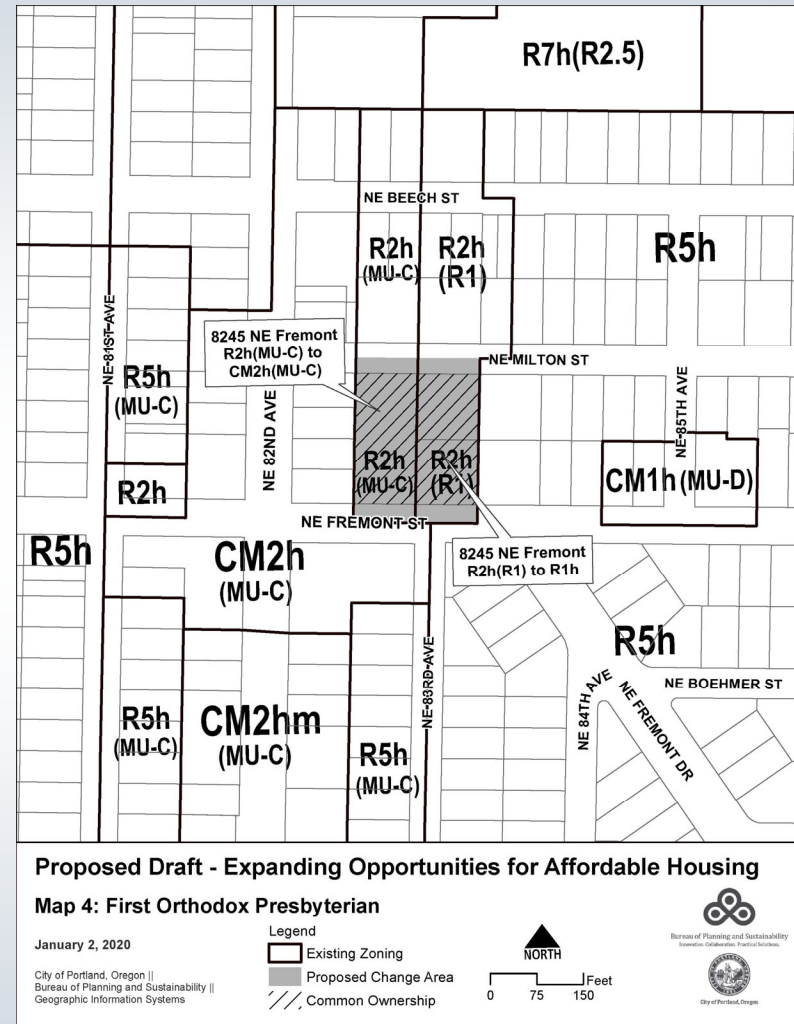 R7h(R2.5)
NE BEECH ST
R2h
(MU-C)
R2h
(R1)
R5h
8245 NE Fremont
R2h(MU-C) to
CM2h(MU-C)
NE 81ST AVE
R5h
(MU-C)
NE 82ND AVE
NE MILTON ST
NE 85TH AVE
R2h
R2h
(MU-C)
R2h
(R1)
CM1h (MU-D)
NE FREMONT ST
R5h
CM2h
(MU-C)
8245 NE Fremont
R2h(R1) to R1h
R5h
NE 83RD AVE
NE BOEHMER ST
NE 84TH AVE
NE FREMONT DR
R5h
(MU-C)
CM2hm
(MU-C)
R5h
(MU-C)
Proposed Draft - Expanding Opportunities for Affordable Housing
Map 4: First Orthodox Presbyterian
January 2, 2020
City of Portland, Oregon ||
Bureau of Planning and Sustainability ||
Geographic Information Systems
Legend
Existing Zoning
Proposed Change Area
Common Ownership
NORTH
Feet
0 75 150
Bureau of Planning and Sustainability
Innovation. Collaboration. Practical Solutions.
City of Portland, Oregon